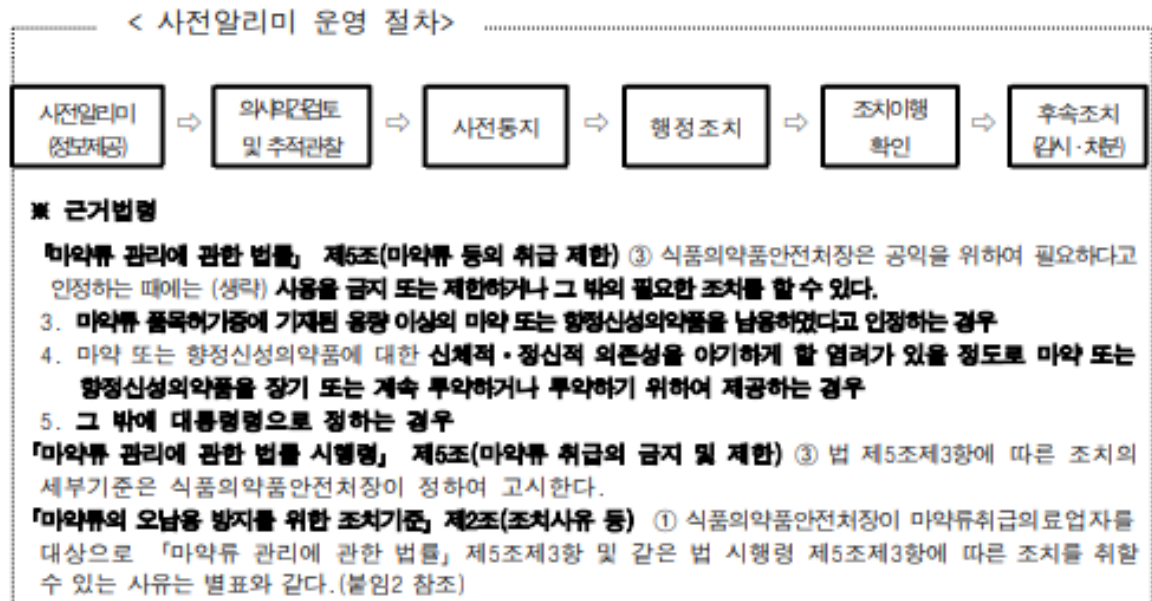 < 사전알리미 운영 절차>
사전알리미
(정보제공)
⇨
의사의견검토
및 추적관찰
⇨
사전통지
⇨
행정조치
⇨
조치이행
확인
⇨
후속조치
(감시·처분)
※ 근거법령
「마약류 관리에 관한 법률」 제5조(마약류 등의 취급 제한) ③ 식품의약품안전처장은 공익을 위하여 필요하다고
인정하는 때에는 (생략) 사용을 금지 또는 제한하거나 그 밖의 필요한 조치를 할 수 있다.
3. 마약류 품목허가증에 기재된 용량 이상의 마약 또는 향정신성의약품을 남용하였다고 인정하는 경우
4. 마약 또는 향정신성의약품에 대한 신체적·정신적 의존성을 야기하게 할 염려가 있을 정도로 마약 또는
향정신성의약품을 장기 또는 계속 투약하거나 투약하기 위하여 제공하는 경우
5. 그 밖에 대통령령으로 정하는 경우
「마약류 관리에 관한 법률 시행령」 제5조(마약류 취급의 금지 및 제한) ③ 법 제5조제3항에 따른 조치의
세부기준은 식품의약품안전처장이 정하여 고시한다.
「마약류의 오남용 방지를 위한 조치기준」 제2조(조치사유 등) ① 식품의약품안전처장이 마약류취급의료업자를
대상으로 「마약류 관리에 관한 법률」 제5조제3항 및 같은 법 시행령 제5조제3항에 따른 조치를 취할
수 있는 사유는 별표와 같다.(붙임2 참조)